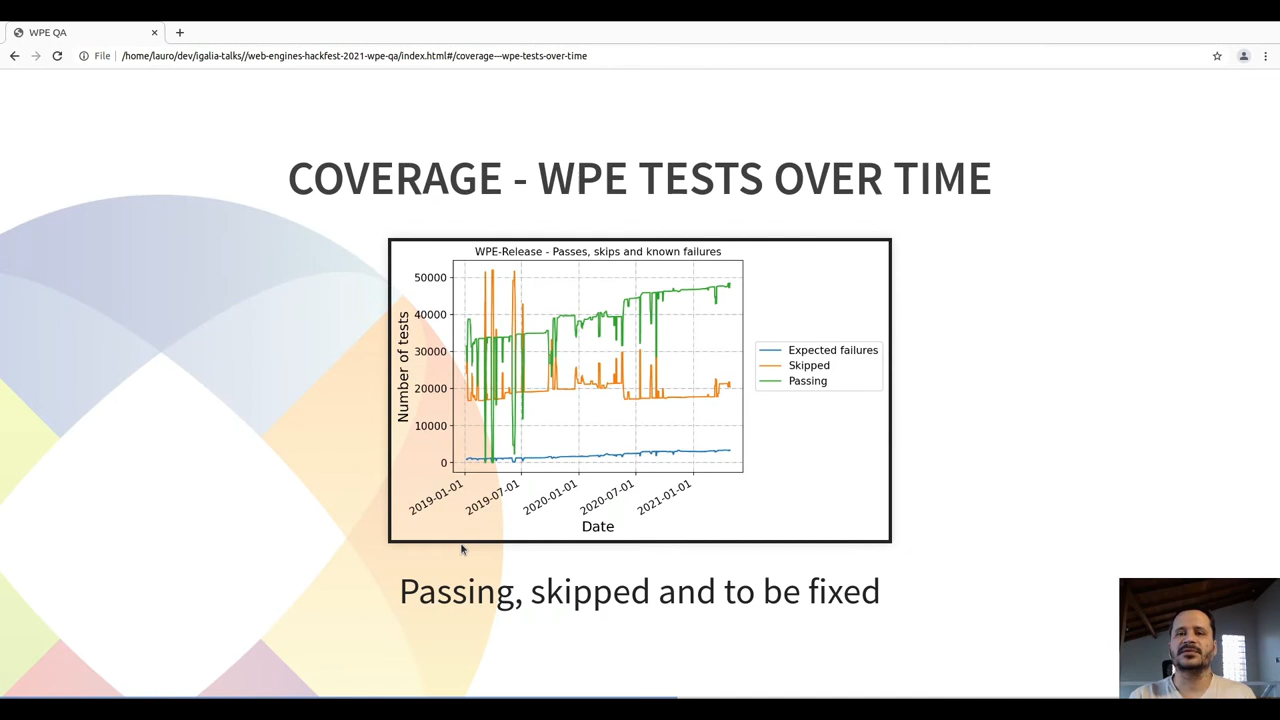 WPE QA
File
/home/lauro/dev/igalia-talks//web-engines-hackfest-2021-wpe-qa/index.html#/coverage---wpe-tests-over-time
COVERAGE - WPE TESTS OVER TIME
WPE-Release - Passes, skips and known failures
Number of tests
50000
40000
30000
20000
10000
0
2019-01-01
2019-07-01
2020-01-01
2020-07-01
2021-01-01
Date
Expected failures
Skipped
Passing
Passing, skipped and to be fixed